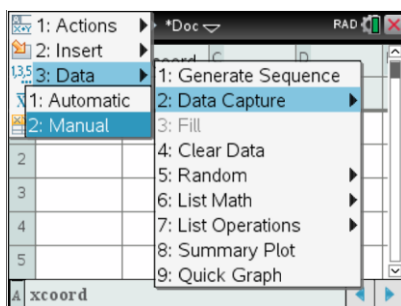 1: Actions
*Doc
RAD
2: Insert
3: Data
1: Automatic
2: Manual
1: Generate Sequence
2: Data Capture
3: Fill
4: Clear Data
5: Random
6: List Math
7: List Operations
8: Summary Plot
9: Quick Graph
2
3
4
5
A xcoord